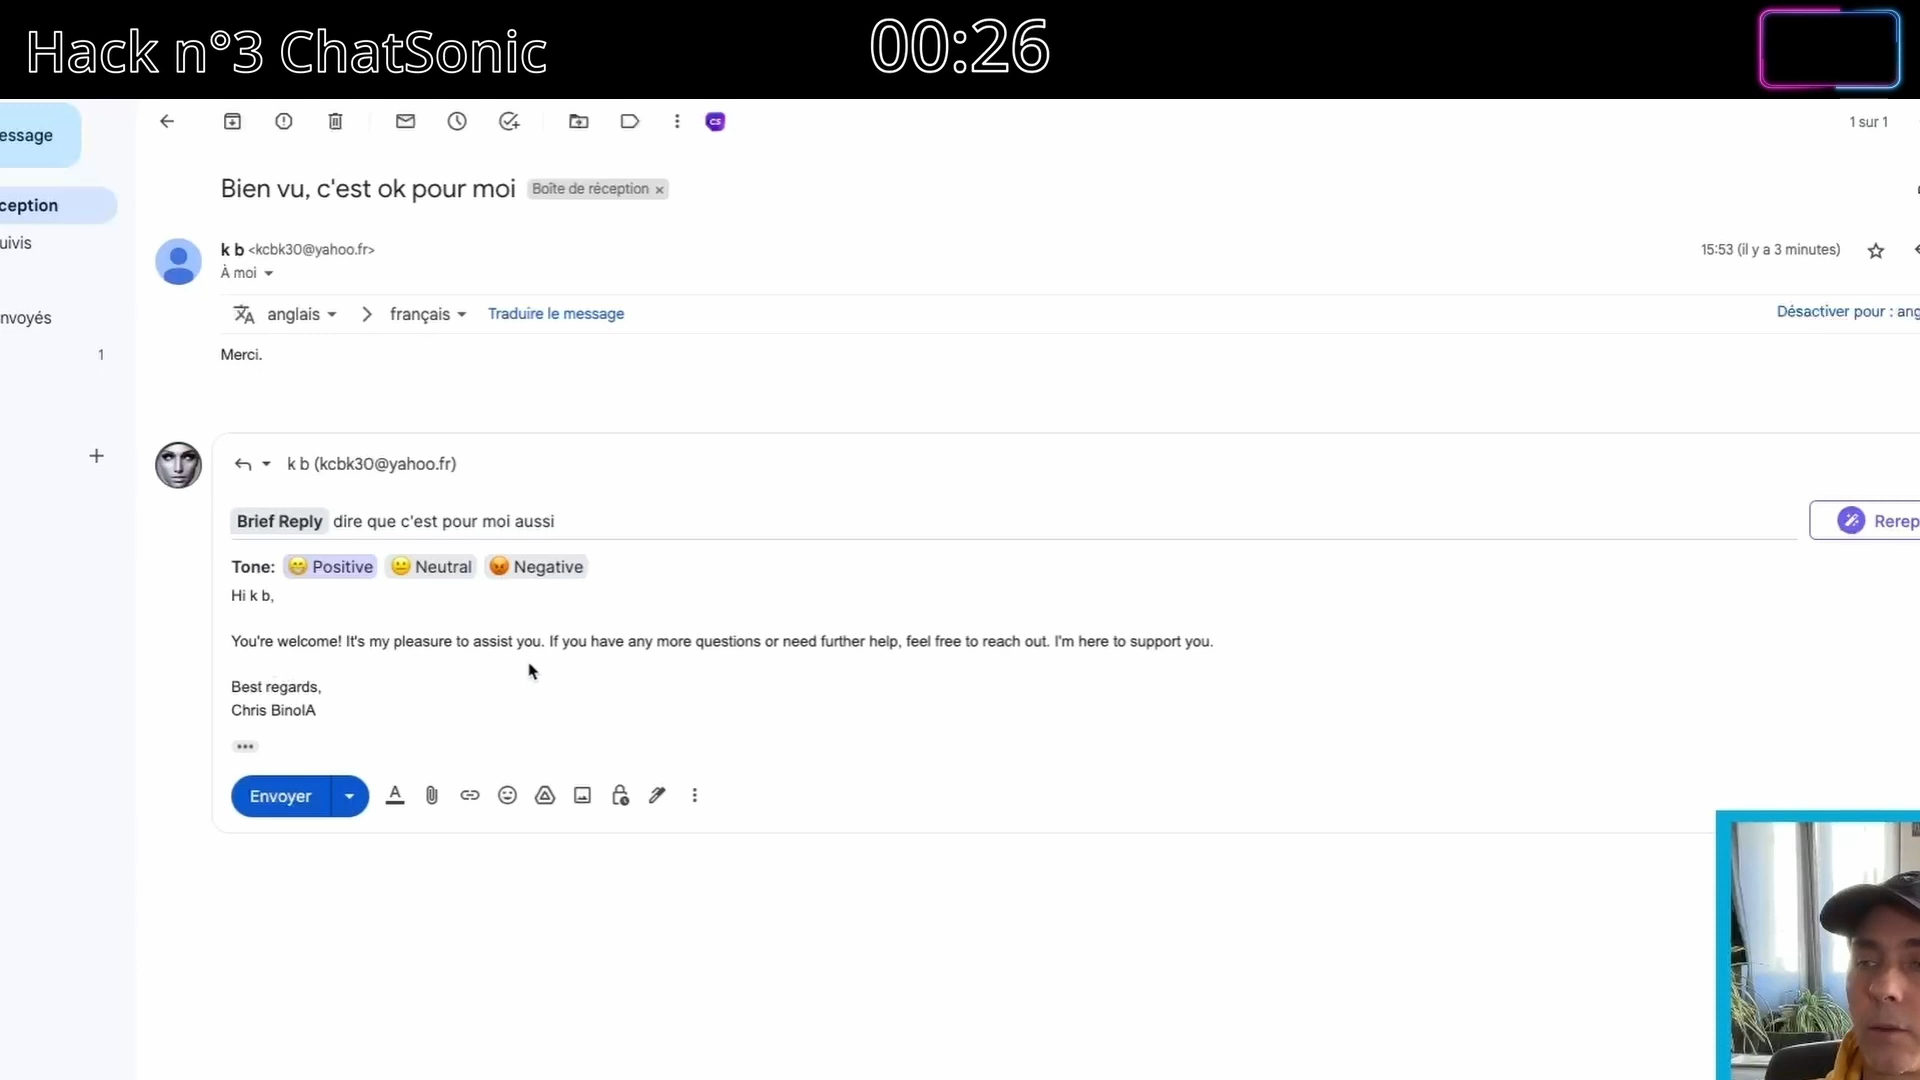 Hack n°3 ChatSonic
00:26
essage
ception
uivis
nvoyés
1
CS
1 sur 1
Bien vu, c'est ok pour moi
Boîte de réception ×
k b <kcbk30@yahoo.fr>
15:53 (il y a 3 minutes)
À moi
anglais > français Traduire le message
Désactiver pour : ang
Merci.
k b (kcbk30@yahoo.fr)
Brief Reply dire que c'est pour moi aussi
Rerep
Tone: Positive Neutral Negative
Hi k b,
You're welcome! It's my pleasure to assist you. If you have any more questions or need further help, feel free to reach out. I'm here to support you.
Best regards,
Chris BinoIA
Envoyer